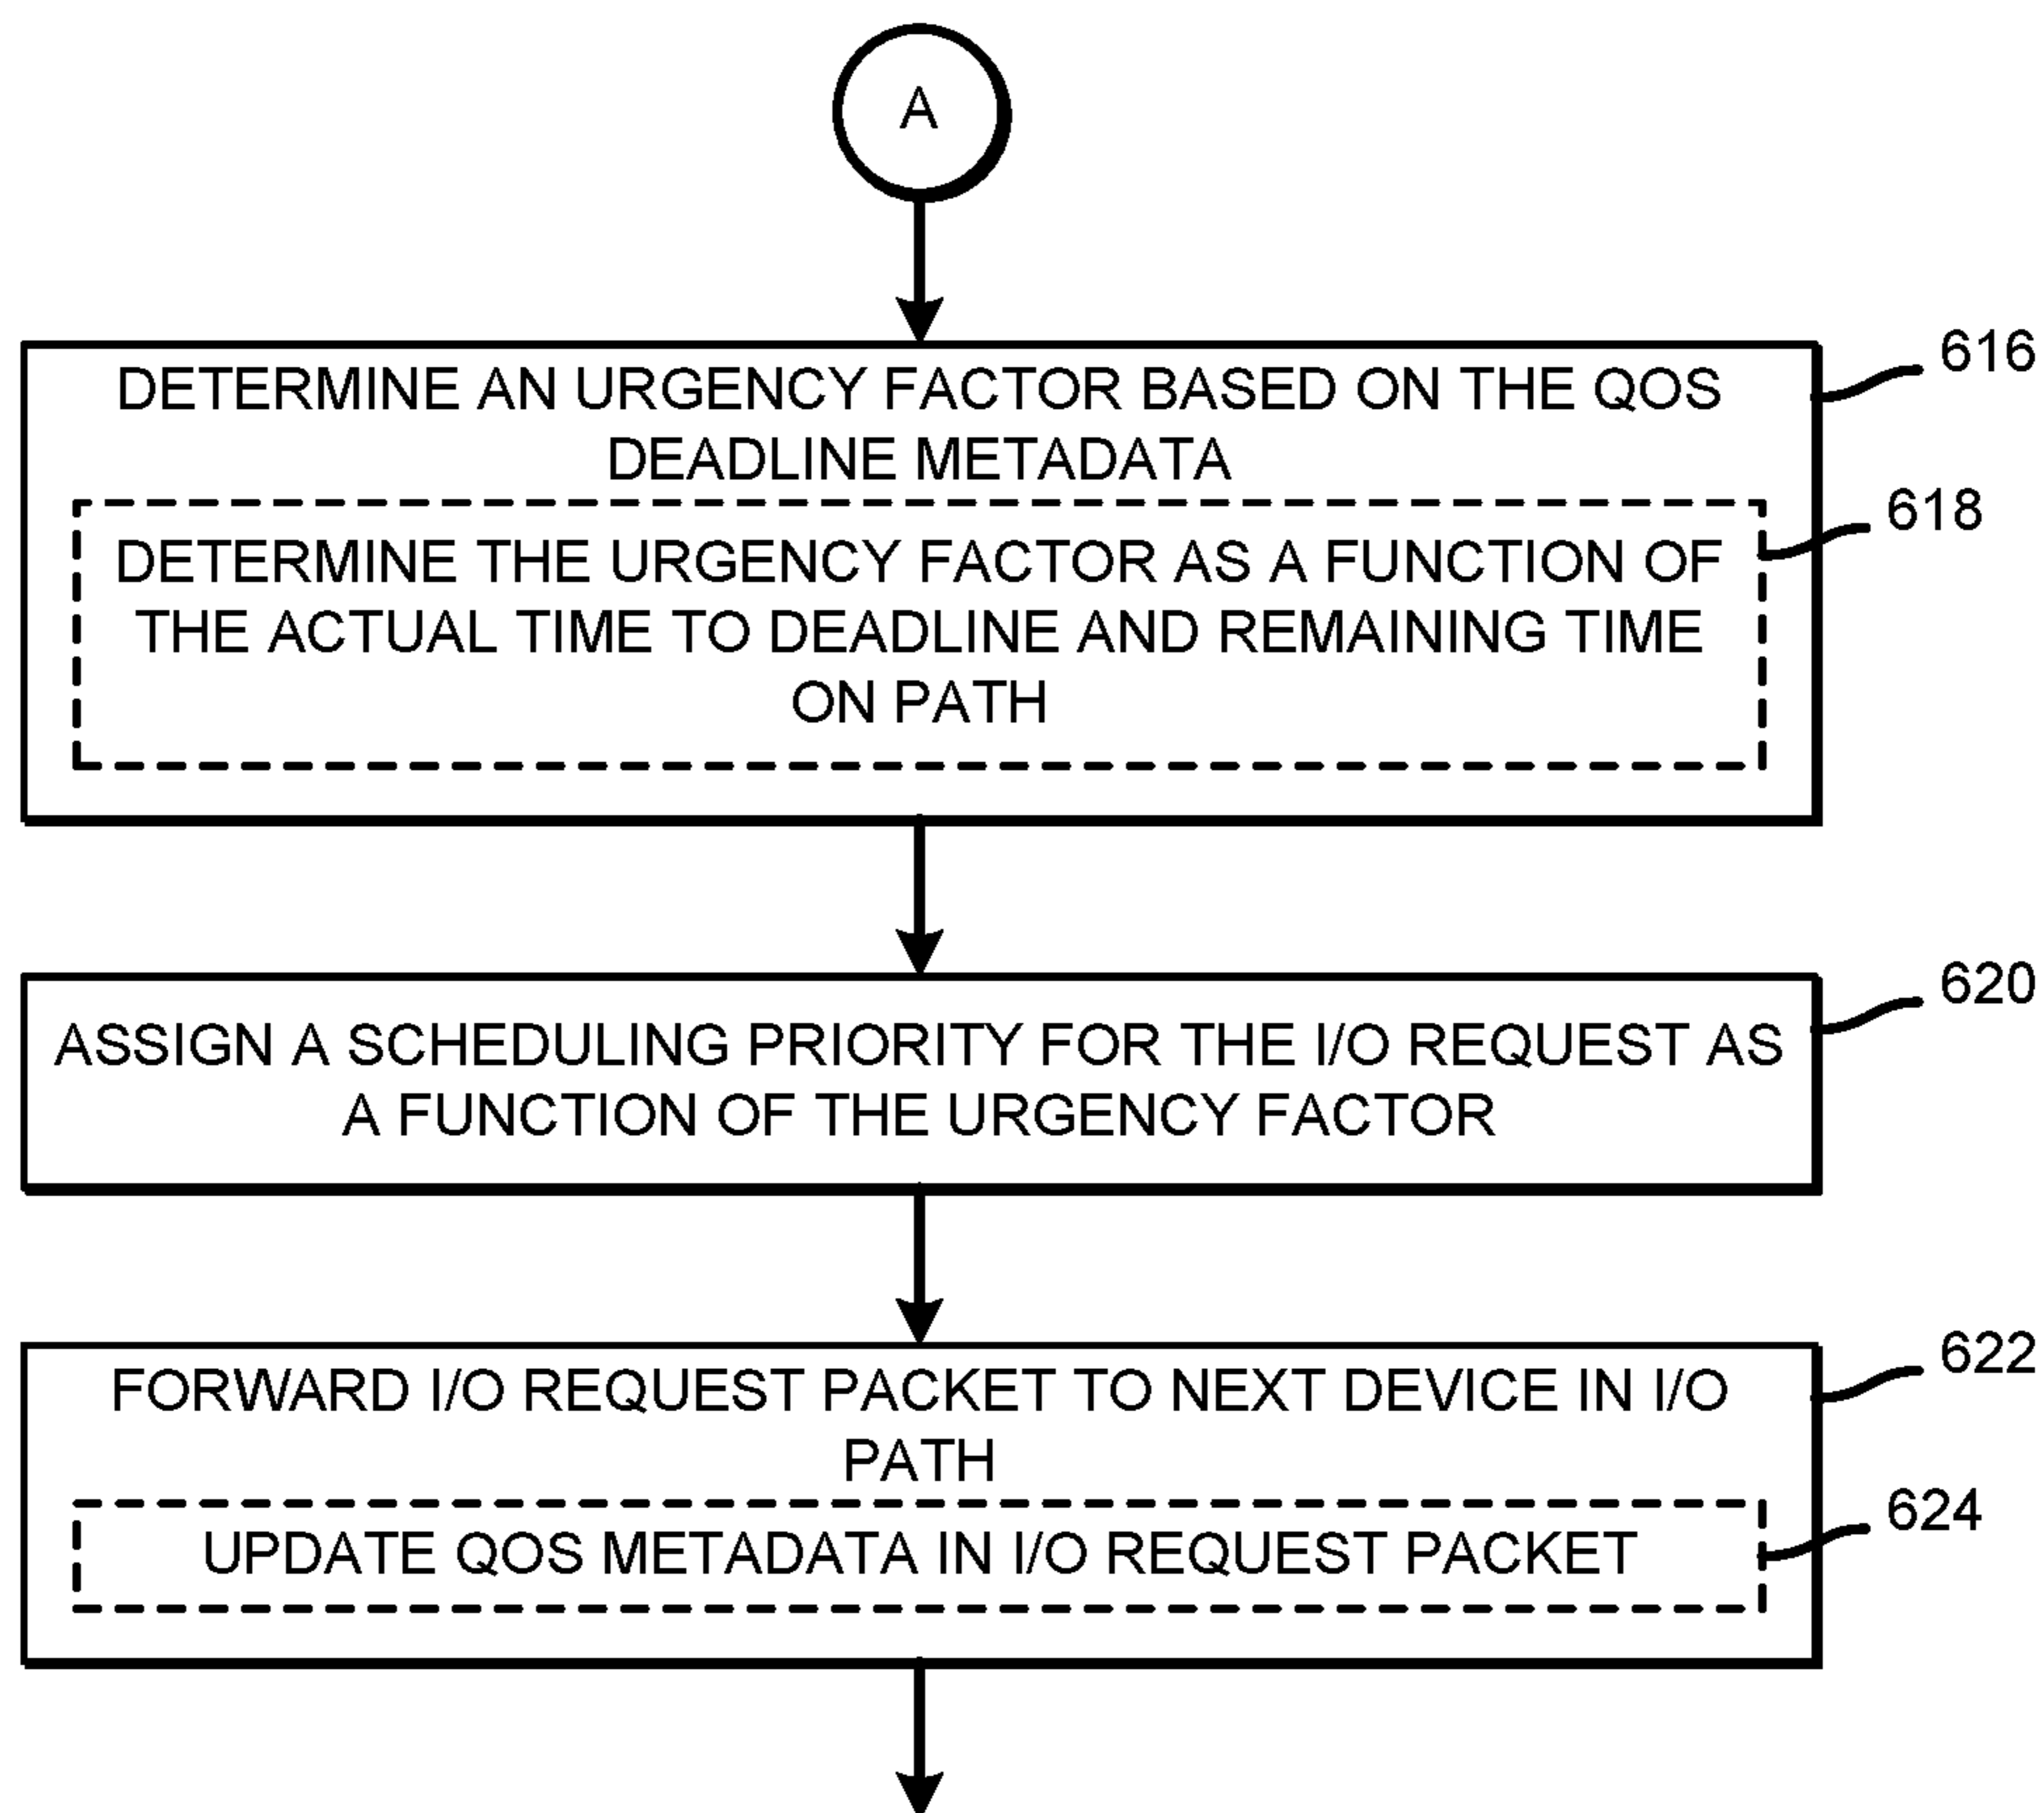 A
DETERMINE AN URGENCY FACTOR BASED ON THE QOS
DEADLINE METADATA
616
DETERMINE THE URGENCY FACTOR AS A FUNCTION OF
THE ACTUAL TIME TO DEADLINE AND REMAINING TIME
ON PATH
618
ASSIGN A SCHEDULING PRIORITY FOR THE I/O REQUEST AS
A FUNCTION OF THE URGENCY FACTOR
620
FORWARD I/O REQUEST PACKET TO NEXT DEVICE IN I/O
PATH
622
UPDATE QOS METADATA IN I/O REQUEST PACKET
624